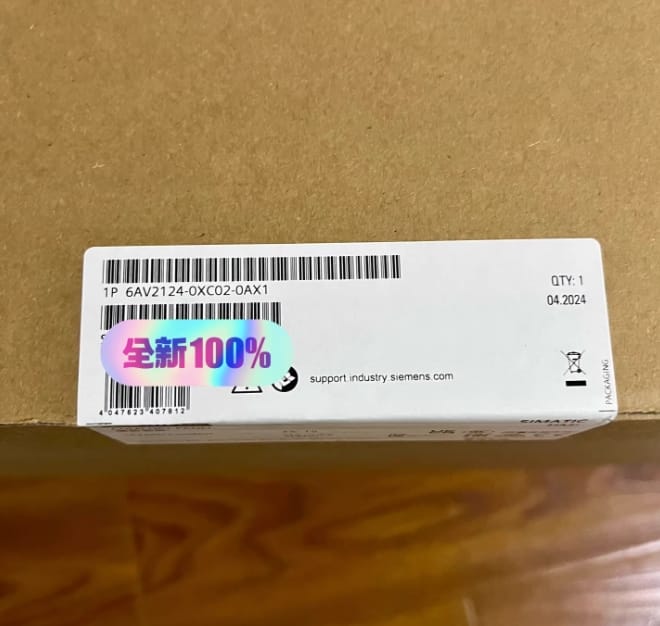 1P 6AV2124-0XC02-0AX1
QTY: 1
04.2024
S
全新100%
support.industry.siemens.com
PACKAGING
4 047623 407812
SIMATIC